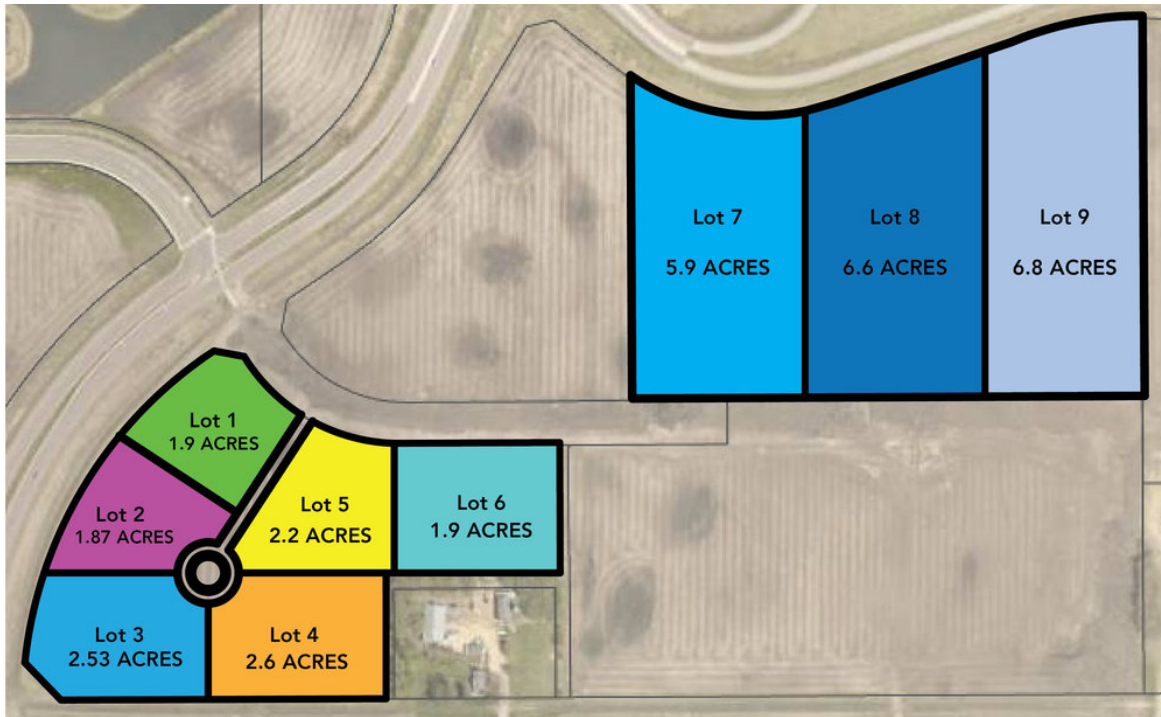 Lot 7
5.9 ACRES
Lot 8
6.6 ACRES
Lot 9
6.8 ACRES
Lot 1
1.9 ACRES
Lot 2
1.87 ACRES
Lot 5
2.2 ACRES
Lot 6
1.9 ACRES
Lot 3
2.53 ACRES
Lot 4
2.6 ACRES